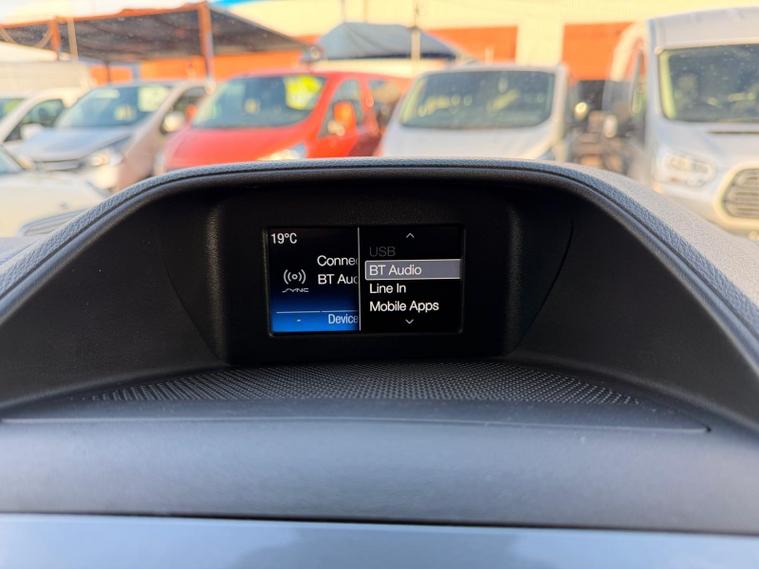 19°C
Conne
BT Aud
SYNC
-
Device
USB
BT Audio
Line In
Mobile Apps